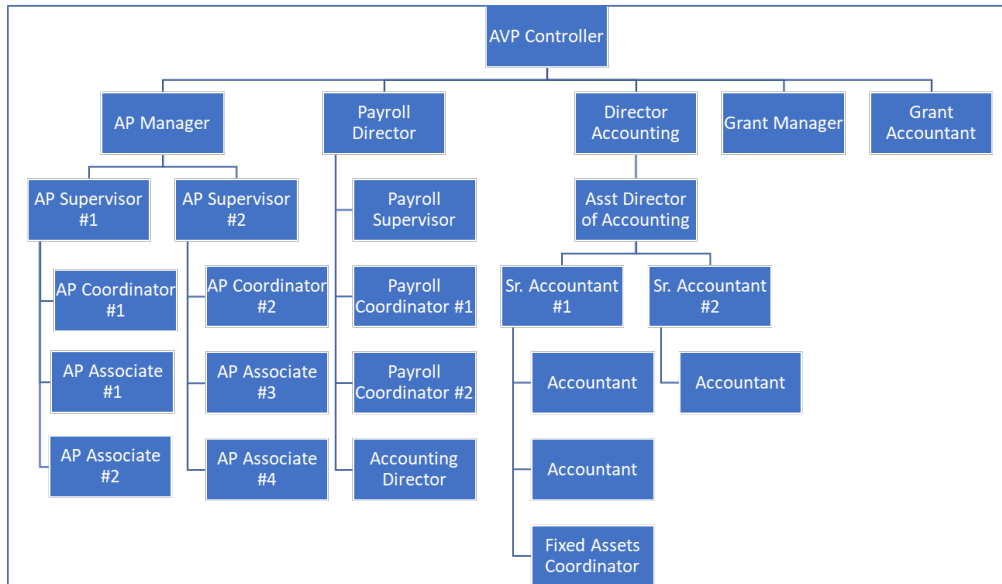 AVP Controller
AP Manager
Payroll
Director
Director
Accounting
Grant Manager
Grant
Accountant
AP Supervisor
#1
AP Supervisor
#2
Payroll
Supervisor
Asst Director
of Accounting
AP Coordinator
#1
AP Coordinator
#2
Payroll
Coordinator #1
Sr. Accountant
#1
Sr. Accountant
#2
AP Associate
#1
AP Associate
#3
Payroll
Coordinator #2
Accountant
Accountant
AP Associate
#2
AP Associate
#4
Accounting
Director
Accountant
Fixed Assets
Coordinator